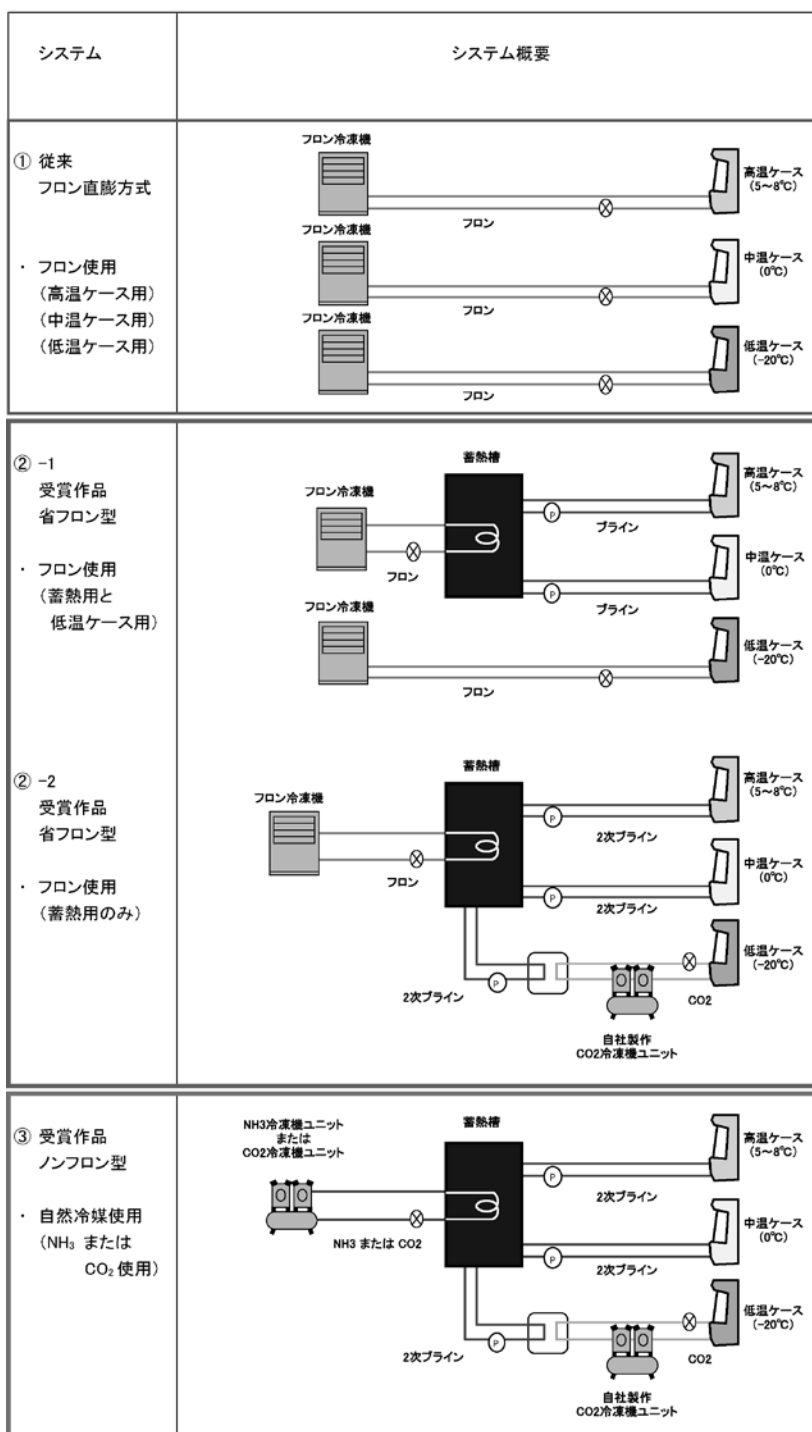 システム
システム概要
① 従来
フロン直膨方式
・ フロン使用
（高温ケース用）
（中温ケース用）
（低温ケース用）
フロン冷凍機
フロン
高温ケース
(5～8℃)
フロン冷凍機
フロン
中温ケース
(0℃)
フロン冷凍機
フロン
低温ケース
(-20℃)
② -1
受賞作品
省フロン型
・ フロン使用
（蓄熱用と
低温ケース用）
蓄熱槽
フロン冷凍機
フロン
P
ブライン
高温ケース
(5～8℃)
P
ブライン
中温ケース
(0℃)
フロン冷凍機
フロン
低温ケース
(-20℃)
② -2
受賞作品
省フロン型
・ フロン使用
（蓄熱用のみ）
蓄熱槽
フロン冷凍機
フロン
P
2次ブライン
高温ケース
(5～8℃)
P
2次ブライン
中温ケース
(0℃)
P
2次ブライン
CO2
低温ケース
(-20℃)
自社製作
CO2冷凍機ユニット
③ 受賞作品
ノンフロン型
・ 自然冷媒使用
（NH₃ または
CO₂ 使用）
NH3冷凍機ユニット
または
CO2冷凍機ユニット
NH3 または CO2
蓄熱槽
P
2次ブライン
高温ケース
(5～8℃)
P
2次ブライン
中温ケース
(0℃)
P
2次ブライン
CO2
低温ケース
(-20℃)
自社製作
CO2冷凍機ユニット